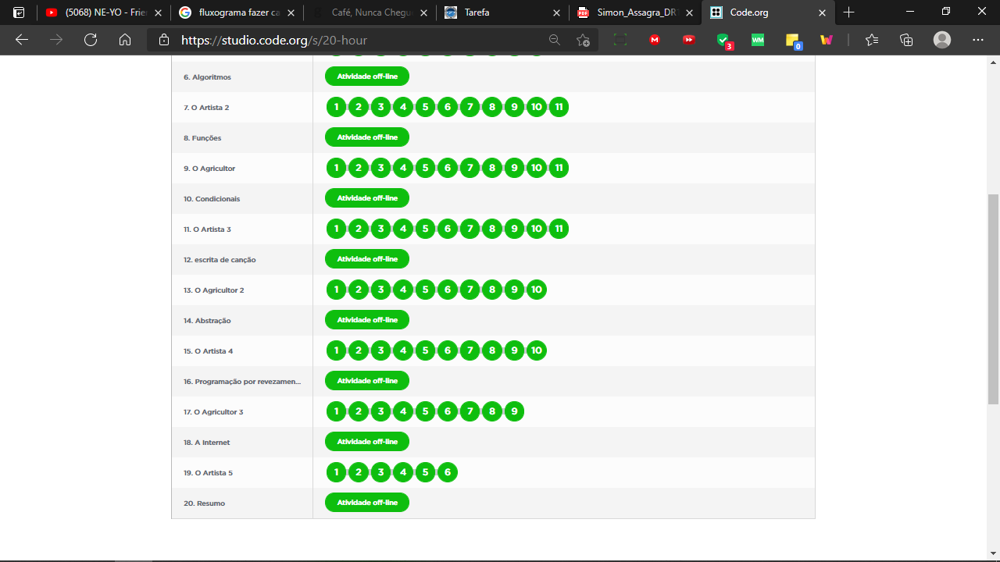 (5068) NE-YO - Frien
fluxograma fazer ca
Café, Nunca Chegue
Tarefa
Simon_Assagra_DR1
Code.org
https://studio.code.org/s/20-hour
3
0
6. Algoritmos
Atividade off-line
7. O Artista 2
1 2 3 4 5 6 7 8 9 10 11
8. Funções
Atividade off-line
9. O Agricultor
1 2 3 4 5 6 7 8 9 10 11
10. Condicionais
Atividade off-line
11. O Artista 3
1 2 3 4 5 6 7 8 9 10 11
12. escrita de canção
Atividade off-line
13. O Agricultor 2
1 2 3 4 5 6 7 8 9 10
14. Abstração
Atividade off-line
15. O Artista 4
1 2 3 4 5 6 7 8 9 10
16. Programação por revezamen...
Atividade off-line
17. O Agricultor 3
1 2 3 4 5 6 7 8 9
18. A Internet
Atividade off-line
19. O Artista 5
1 2 3 4 5 6
20. Resumo
Atividade off-line